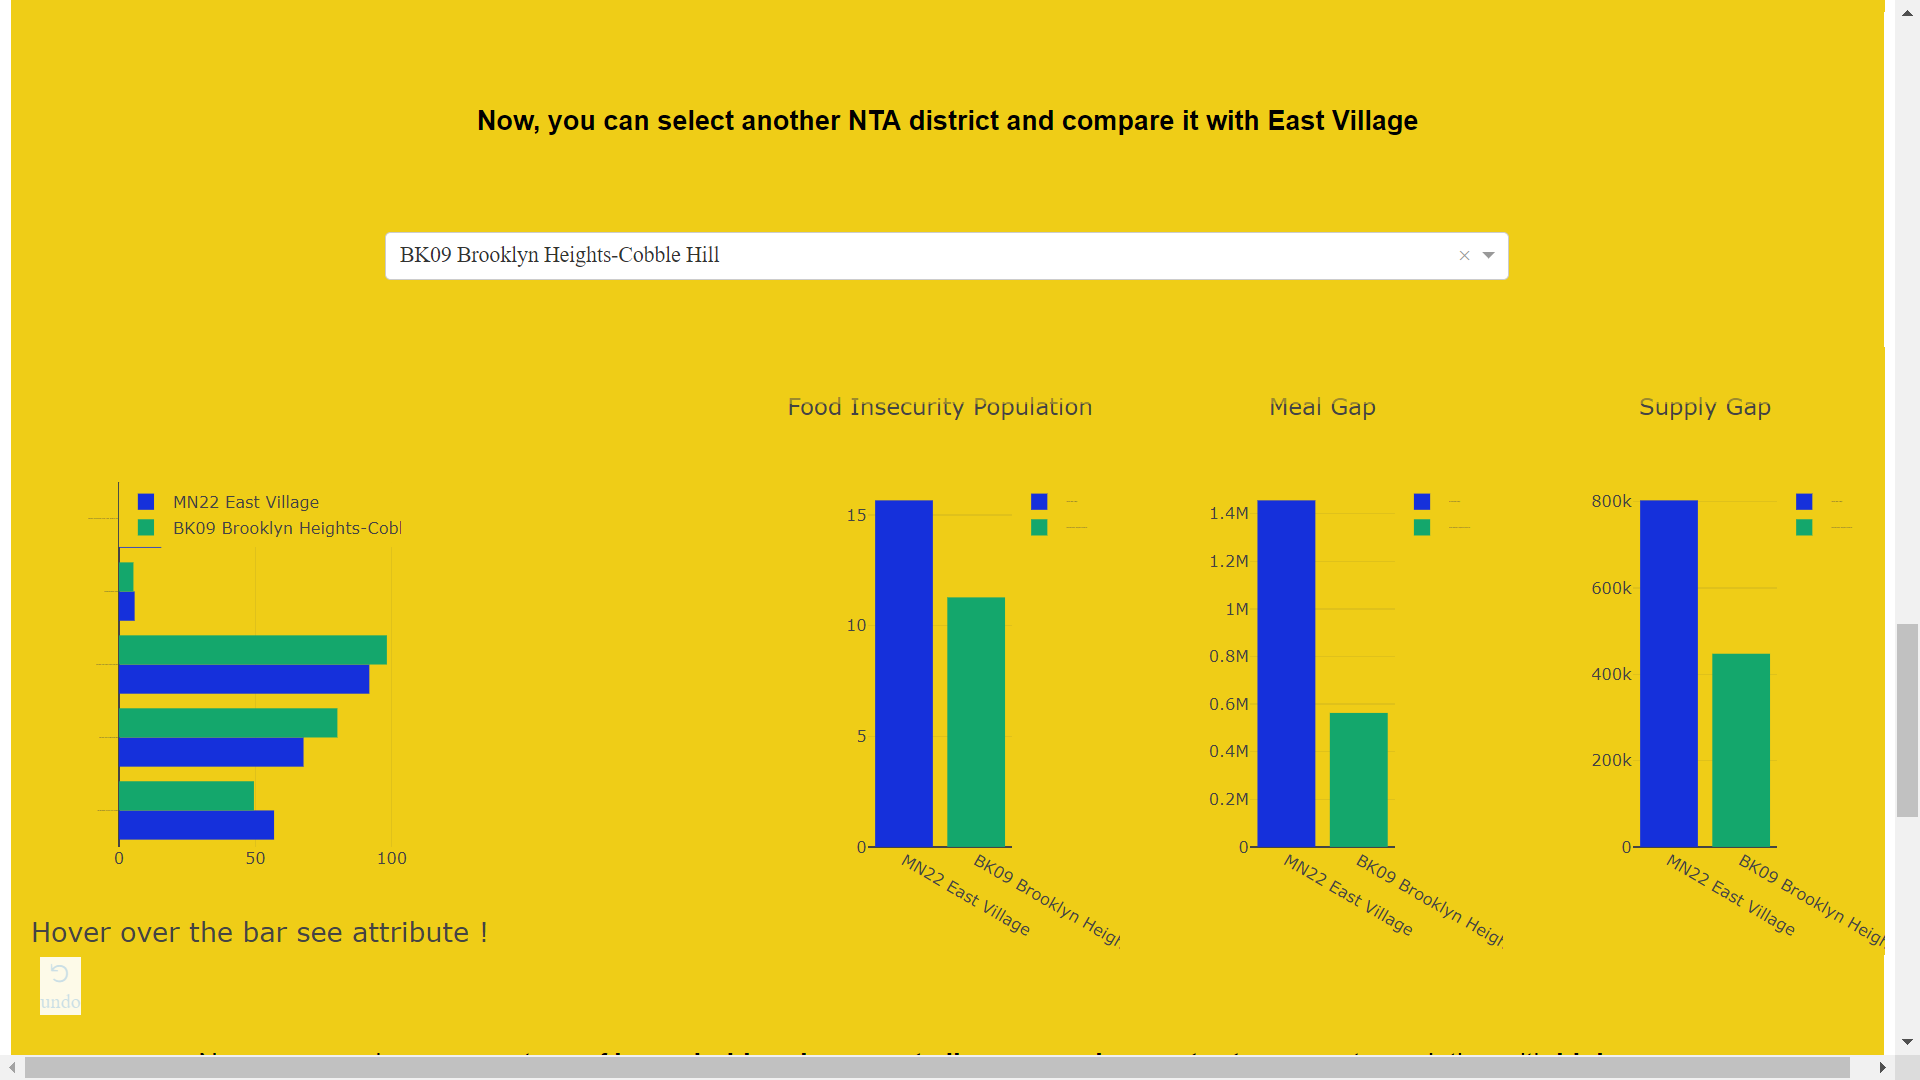 Now, you can select another NTA district and compare it with East Village
BK09 Brooklyn Heights-Cobble Hill
×
MN22 East Village
BK09 Brooklyn Heights-Cobl
0 50 100
Hover over the bar see attribute !
undo
Food Insecurity Population
15
10
5
0
MN22 East Village
BK09 Brooklyn Heigh
Meal Gap
1.4M
1.2M
1M
0.8M
0.6M
0.4M
0.2M
0
MN22 East Village
BK09 Brooklyn Heigh
Supply Gap
800k
600k
400k
200k
0
MN22 East Village
BK09 Brooklyn Heigh